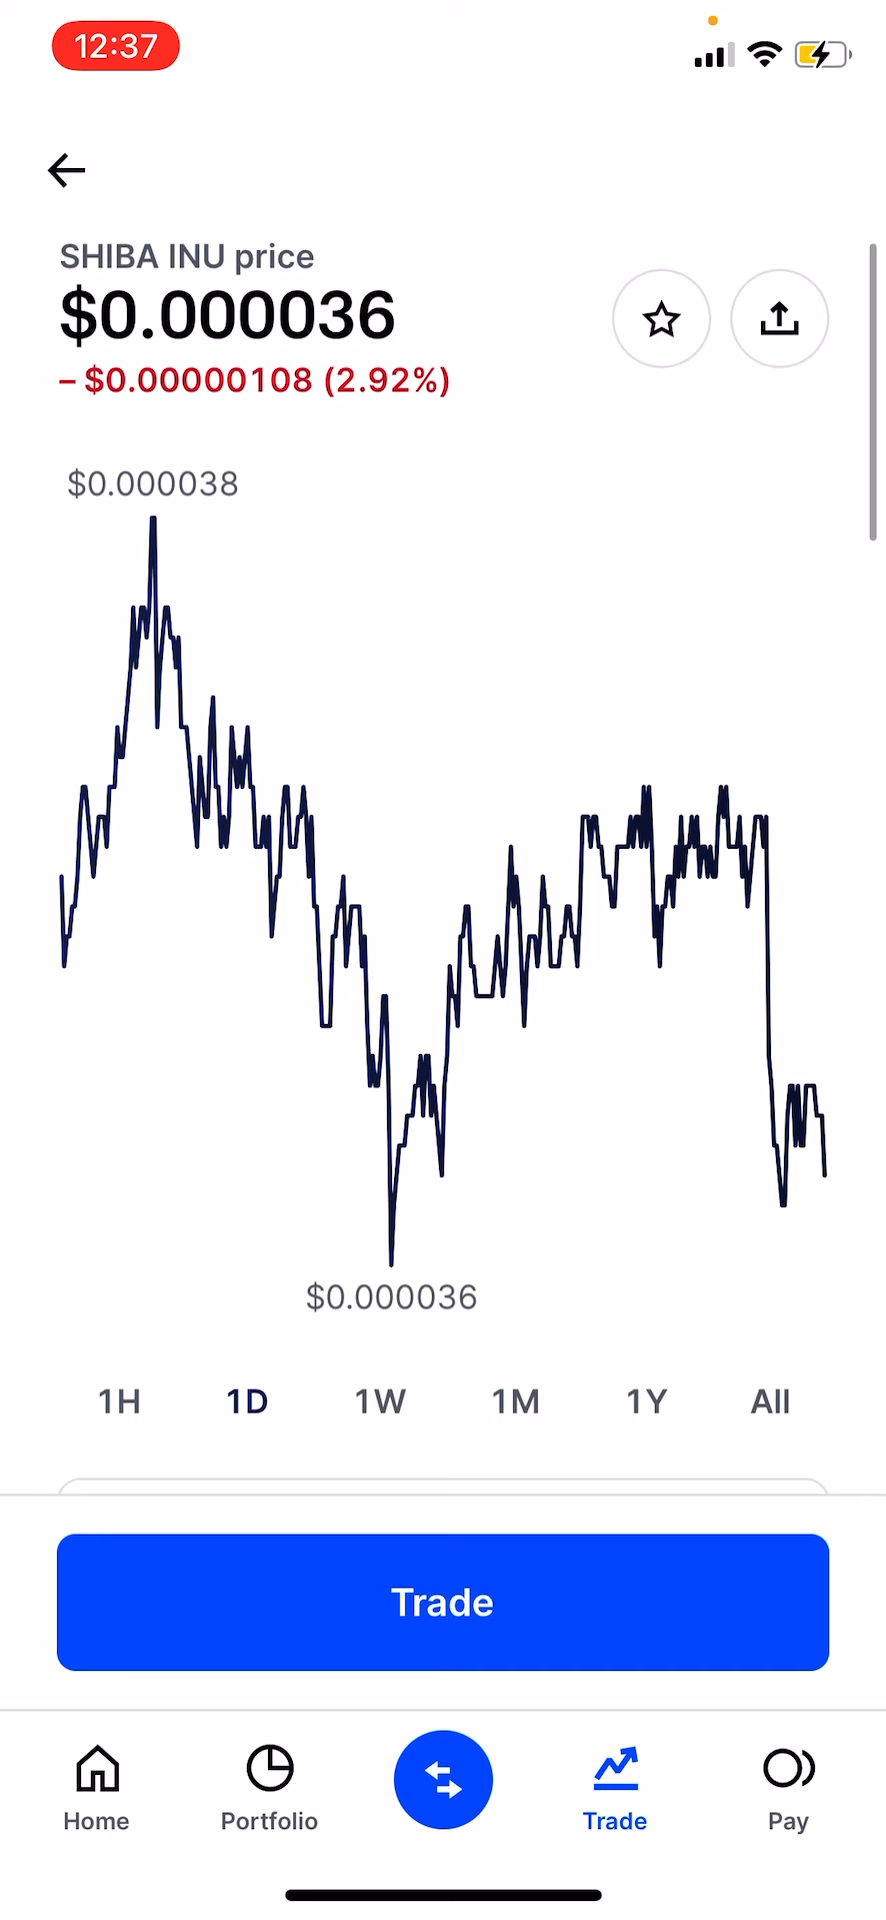 12:37
SHIBA INU price
$0.000036
– $0.00000108 (2.92%)
$0.000038
$0.000036
1H 1D 1W 1M 1Y All
Trade
Home Portfolio Trade Pay